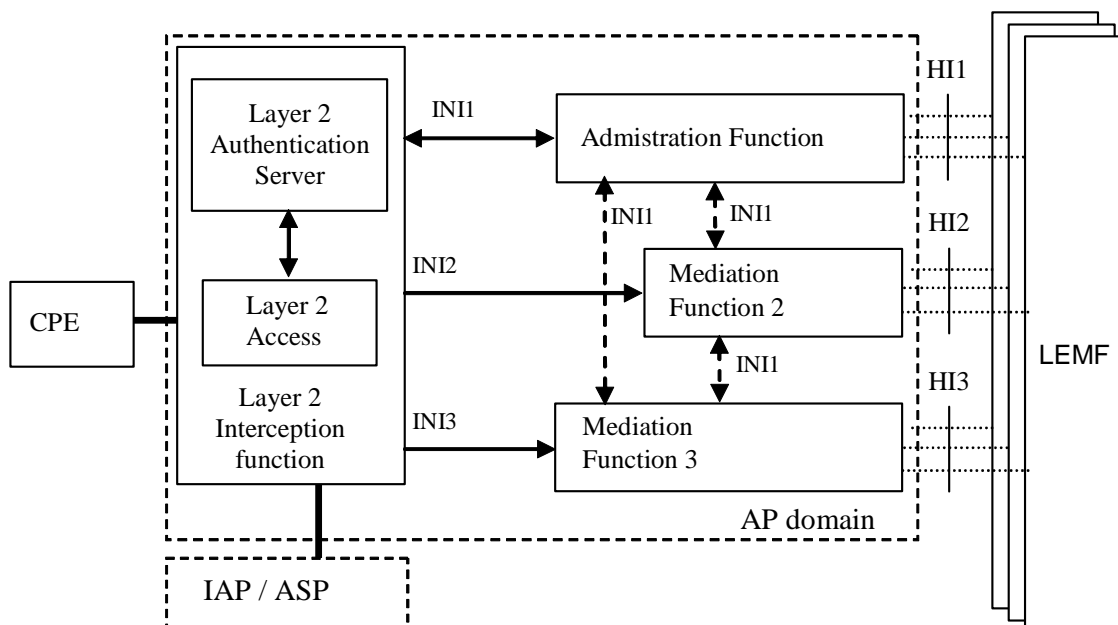 HI1
Layer 2
Authentication
Server
INI1
Admistration Function
INI1
INI1
HI2
INI2
Mediation
Function 2
CPE
Layer 2
Access
LEMF
INI1
HI3
Layer 2
Interception
function
INI3
Mediation
Function 3
AP domain
IAP / ASP